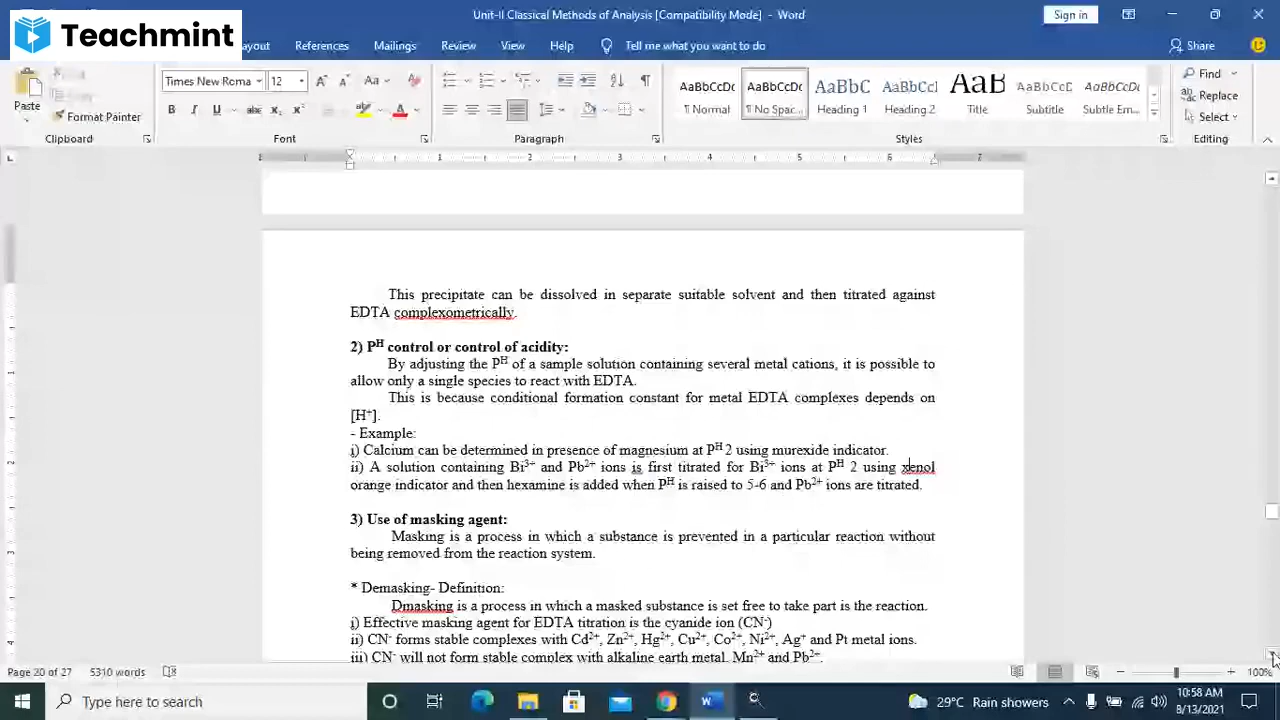 Teachmint
Unit-II Classical Methods of Analysis [Compatibility Mode] - Word
Sign in
ayout References Mailings Review View Help Tell me what you want to do Share
Times New Roma 12 Aa
Find
Replace
Select
Paste
Format Painter
B I U abc
AaBbCcDc AaBbCcDc AaBbC AaBbCcI AaB AaBbCcD AaBbCcDc
¶ Normal ¶ No Spac... Heading 1 Heading 2 Title Subtitle Subtle Em...
Clipboard Font Paragraph Styles Editing
This precipitate can be dissolved in separate suitable solvent and then titrated against
EDTA complexometrically.
2) Pᴴ control or control of acidity:
By adjusting the Pᴴ of a sample solution containing several metal cations, it is possible to
allow only a single species to react with EDTA.
This is because conditional formation constant for metal EDTA complexes depends on
[H⁺].
- Example:
i) Calcium can be determined in presence of magnesium at Pᴴ 2 using murexide indicator.
ii) A solution containing Bi³⁺ and Pb²⁺ ions is first titrated for Bi³⁺ ions at Pᴴ 2 using xenol
orange indicator and then hexamine is added when Pᴴ is raised to 5-6 and Pb²⁺ ions are titrated.
3) Use of masking agent:
Masking is a process in which a substance is prevented in a particular reaction without
being removed from the reaction system.
* Demasking- Definition:
Dmasking is a process in which a masked substance is set free to take part is the reaction.
i) Effective masking agent for EDTA titration is the cyanide ion (CN⁻)
ii) CN⁻ forms stable complexes with Cd²⁺, Zn²⁺, Hg²⁺, Cu²⁺, Co²⁺, Ni²⁺, Ag⁺ and Pt metal ions.
iii) CN⁻ will not form stable complex with alkaline earth metal, Mn²⁺ and Pb²⁺.
Page 20 of 27 5310 words 100%
Type here to search
29°C Rain showers
10:58 AM
8/13/2021